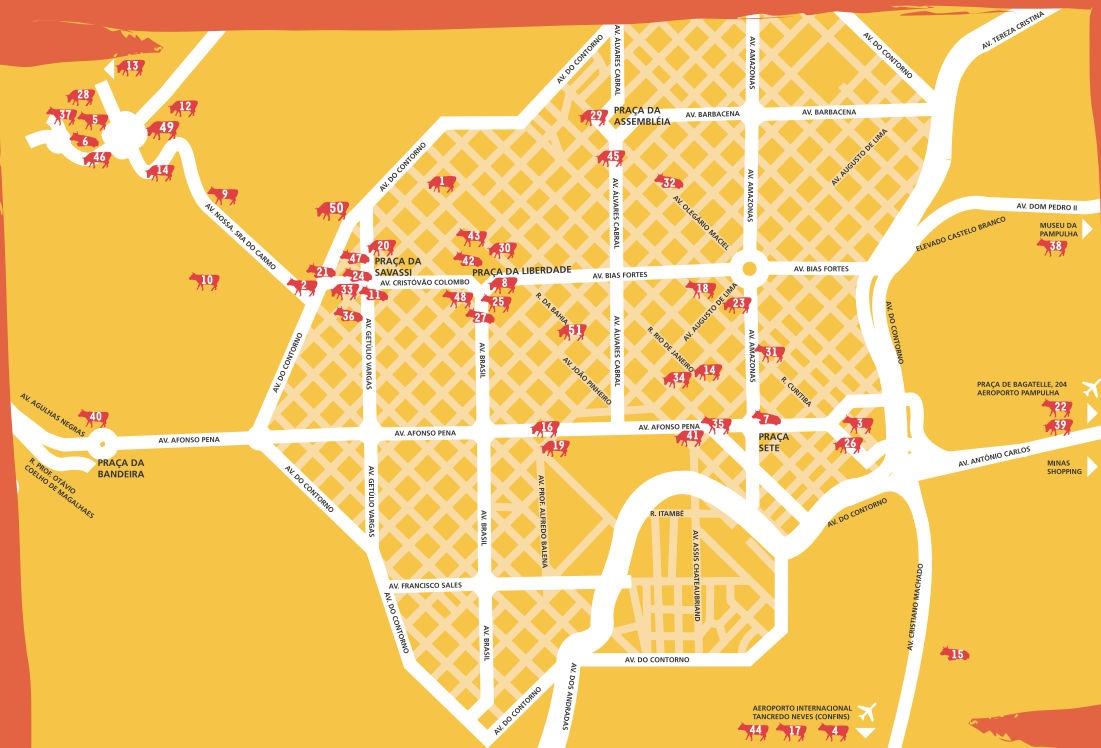 AV. TEREZA CRISTINA
AV. DO CONTORNO
AV. ÁLVARES CABRAL
AV. AMAZONAS
AV. DO CONTORNO
13
28
37
5
12
49
6
46
14
29
PRAÇA DA
ASSEMBLÉIA
AV. BARBACENA
AV. BARBACENA
AV. AUGUSTO DE LIMA
45
AV. DO CONTORNO
1
32
9
50
AV. ÁLVARES CABRAL
AV. OLEGÁRIO MACIEL
AV. AMAZONAS
AV. DOM PEDRO II
ELEVADO CASTELO BRANCO
MUSEU DA
PAMPULHA
38
AV. NOSSA. SRA DO CARMO
20
47
PRAÇA DA
SAVASSI
43
30
42
PRAÇA DA LIBERDADE
AV. BIAS FORTES
AV. BIAS FORTES
10
21
24
2
33
11
36
AV. CRISTÓVÃO COLOMBO
8
48
25
27
R. DA BAHIA
51
18
23
AV. AUGUSTO DE LIMA
AV. DO CONTORNO
AV. DO CONTORNO
AV. GETÚLIO VARGAS
AV. BRASIL
AV. JOÃO PINHEIRO
AV. ÁLVARES CABRAL
R. RIO DE JANEIRO
34
14
AV. AMAZONAS
31
R. CURITIBA
PRAÇA DE BAGATELLE, 204
AEROPORTO PAMPULHA
22
39
AV. AGULHAS NEGRAS
40
AV. AFONSO PENA
AV. AFONSO PENA
16
19
AV. AFONSO PENA
41
35
7
PRAÇA
SETE
3
26
PRAÇA DA
BANDEIRA
R. PROF. OTÁVIO
COELHO DE MAGALHAES
AV. ANTÔNIO CARLOS
MINAS
SHOPPING
AV. DO CONTORNO
AV. GETÚLIO VARGAS
AV. BRASIL
AV. PROF. ALFREDO BALENA
R. ITAMBÉ
AV. ASSIS CHATEAUBRIAND
AV. DO CONTORNO
AV. FRANCISCO SALES
AV. DO CONTORNO
AV. BRASIL
AV. CRISTIANO MACHADO
15
AV. DO CONTORNO
AV. DO CONTORNO
AV. DOS ANDRADAS
AEROPORTO INTERNACIONAL
TANCREDO NEVES (CONFINS)
44
17
4